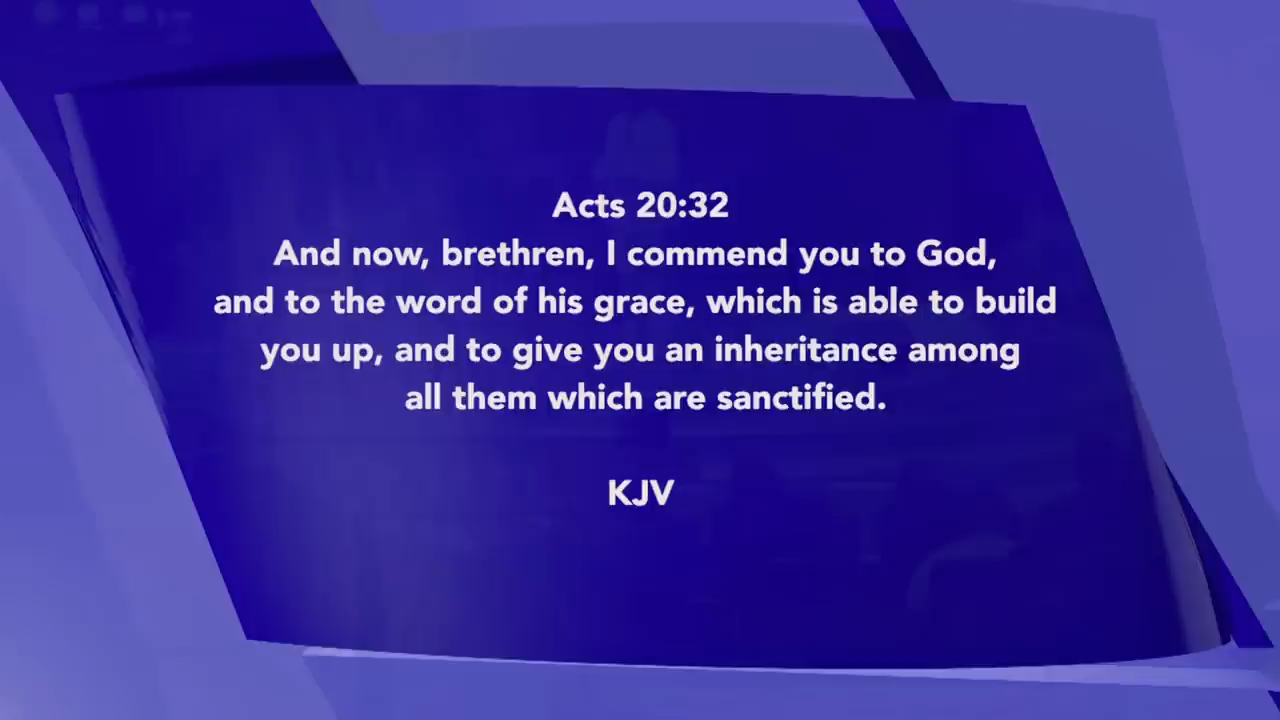 Acts 20:32
And now, brethren, I commend you to God,
and to the word of his grace, which is able to build
you up, and to give you an inheritance among
all them which are sanctified.
KJV